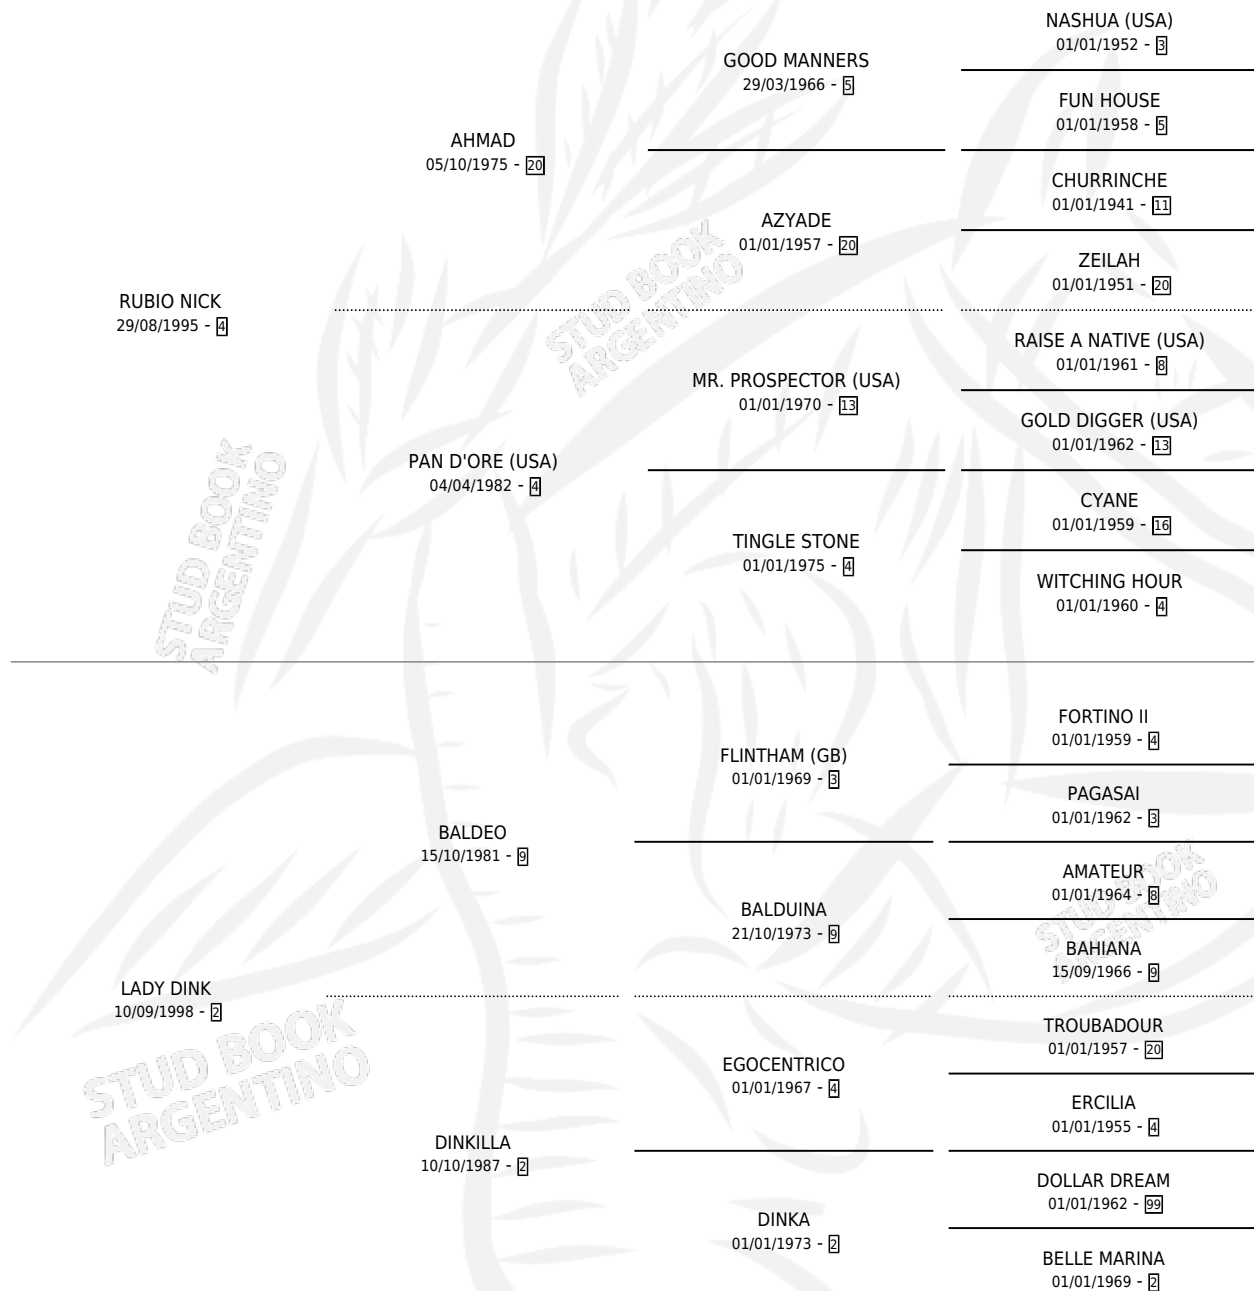 NASHUA (USA)
01/01/1952 - 3
GOOD MANNERS
29/03/1966 - 5
FUN HOUSE
01/01/1958 - 5
AHMAD
05/10/1975 - 20
CHURRINCHE
01/01/1941 - 11
AZYADE
01/01/1957 - 20
ZEILAH
01/01/1951 - 20
RUBIO NICK
29/08/1995 - 4
RAISE A NATIVE (USA)
01/01/1961 - 8
MR. PROSPECTOR (USA)
01/01/1970 - 13
GOLD DIGGER (USA)
01/01/1962 - 13
PAN D'ORE (USA)
04/04/1982 - 4
CYANE
01/01/1959 - 16
TINGLE STONE
01/01/1975 - 4
WITCHING HOUR
01/01/1960 - 4
FORTINO II
01/01/1959 - 4
FLINTHAM (GB)
01/01/1969 - 3
PAGASAI
01/01/1962 - 3
BALDEO
15/10/1981 - 9
AMATEUR
01/01/1964 - 8
BALDUINA
21/10/1973 - 9
BAHIANA
15/09/1966 - 9
LADY DINK
10/09/1998 - 2
TROUBADOUR
01/01/1957 - 20
EGOCENTRICO
01/01/1967 - 4
ERCILIA
01/01/1955 - 4
DINKILLA
10/10/1987 - 2
DOLLAR DREAM
01/01/1962 - 99
DINKA
01/01/1973 - 2
BELLE MARINA
01/01/1969 - 2
STUD BOOK
ARGENTINO
STUD BOOK
ARGENTINO
STUD BOOK
ARGENTINO
STUD BOOK
ARGENTINO